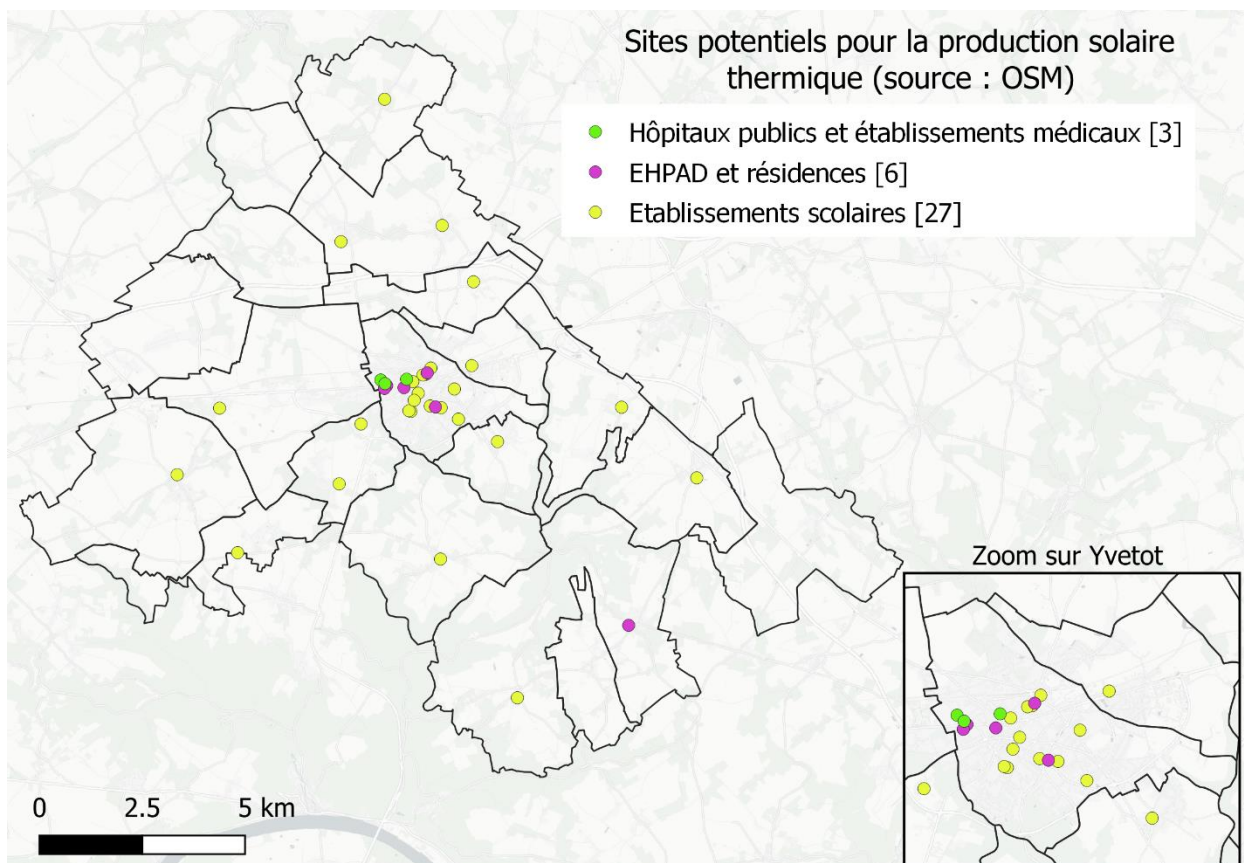 Sites potentiels pour la production solaire
thermique (source : OSM)
Hôpitaux publics et établissements médicaux [3]
EHPAD et résidences [6]
Etablissements scolaires [27]
Zoom sur Yvetot
0 2.5 5 km